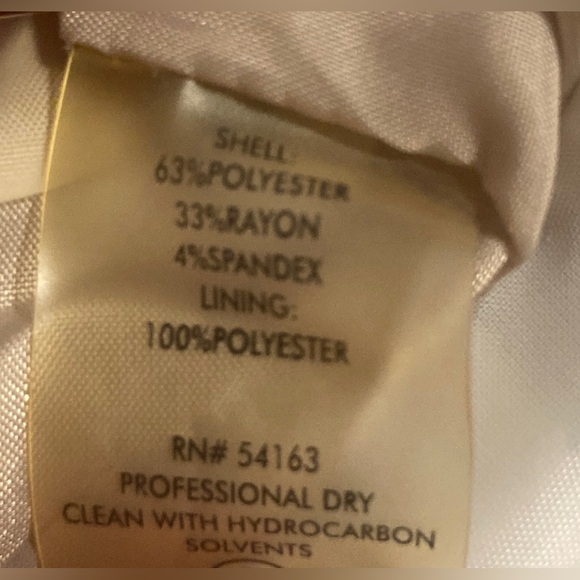 SHELL:
63%POLYESTER
33%RAYON
4%SPANDEX
LINING:
100%POLYESTER
RN# 54163
PROFESSIONAL DRY
CLEAN WITH HYDROCARBON
SOLVENTS